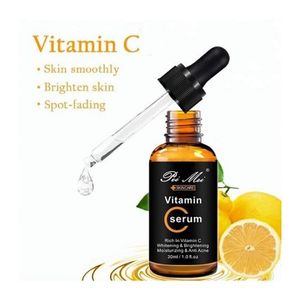 Vitamin C
· Skin smoothly
· Brighten skin
· Spot-fading
Pei Mei
SKINCARE
Vitamin
C
serum
Rich In Vitamin C
Whitening & Brightening
Moisturizing & Anti Acne
30ml / 1.0 fl.oz